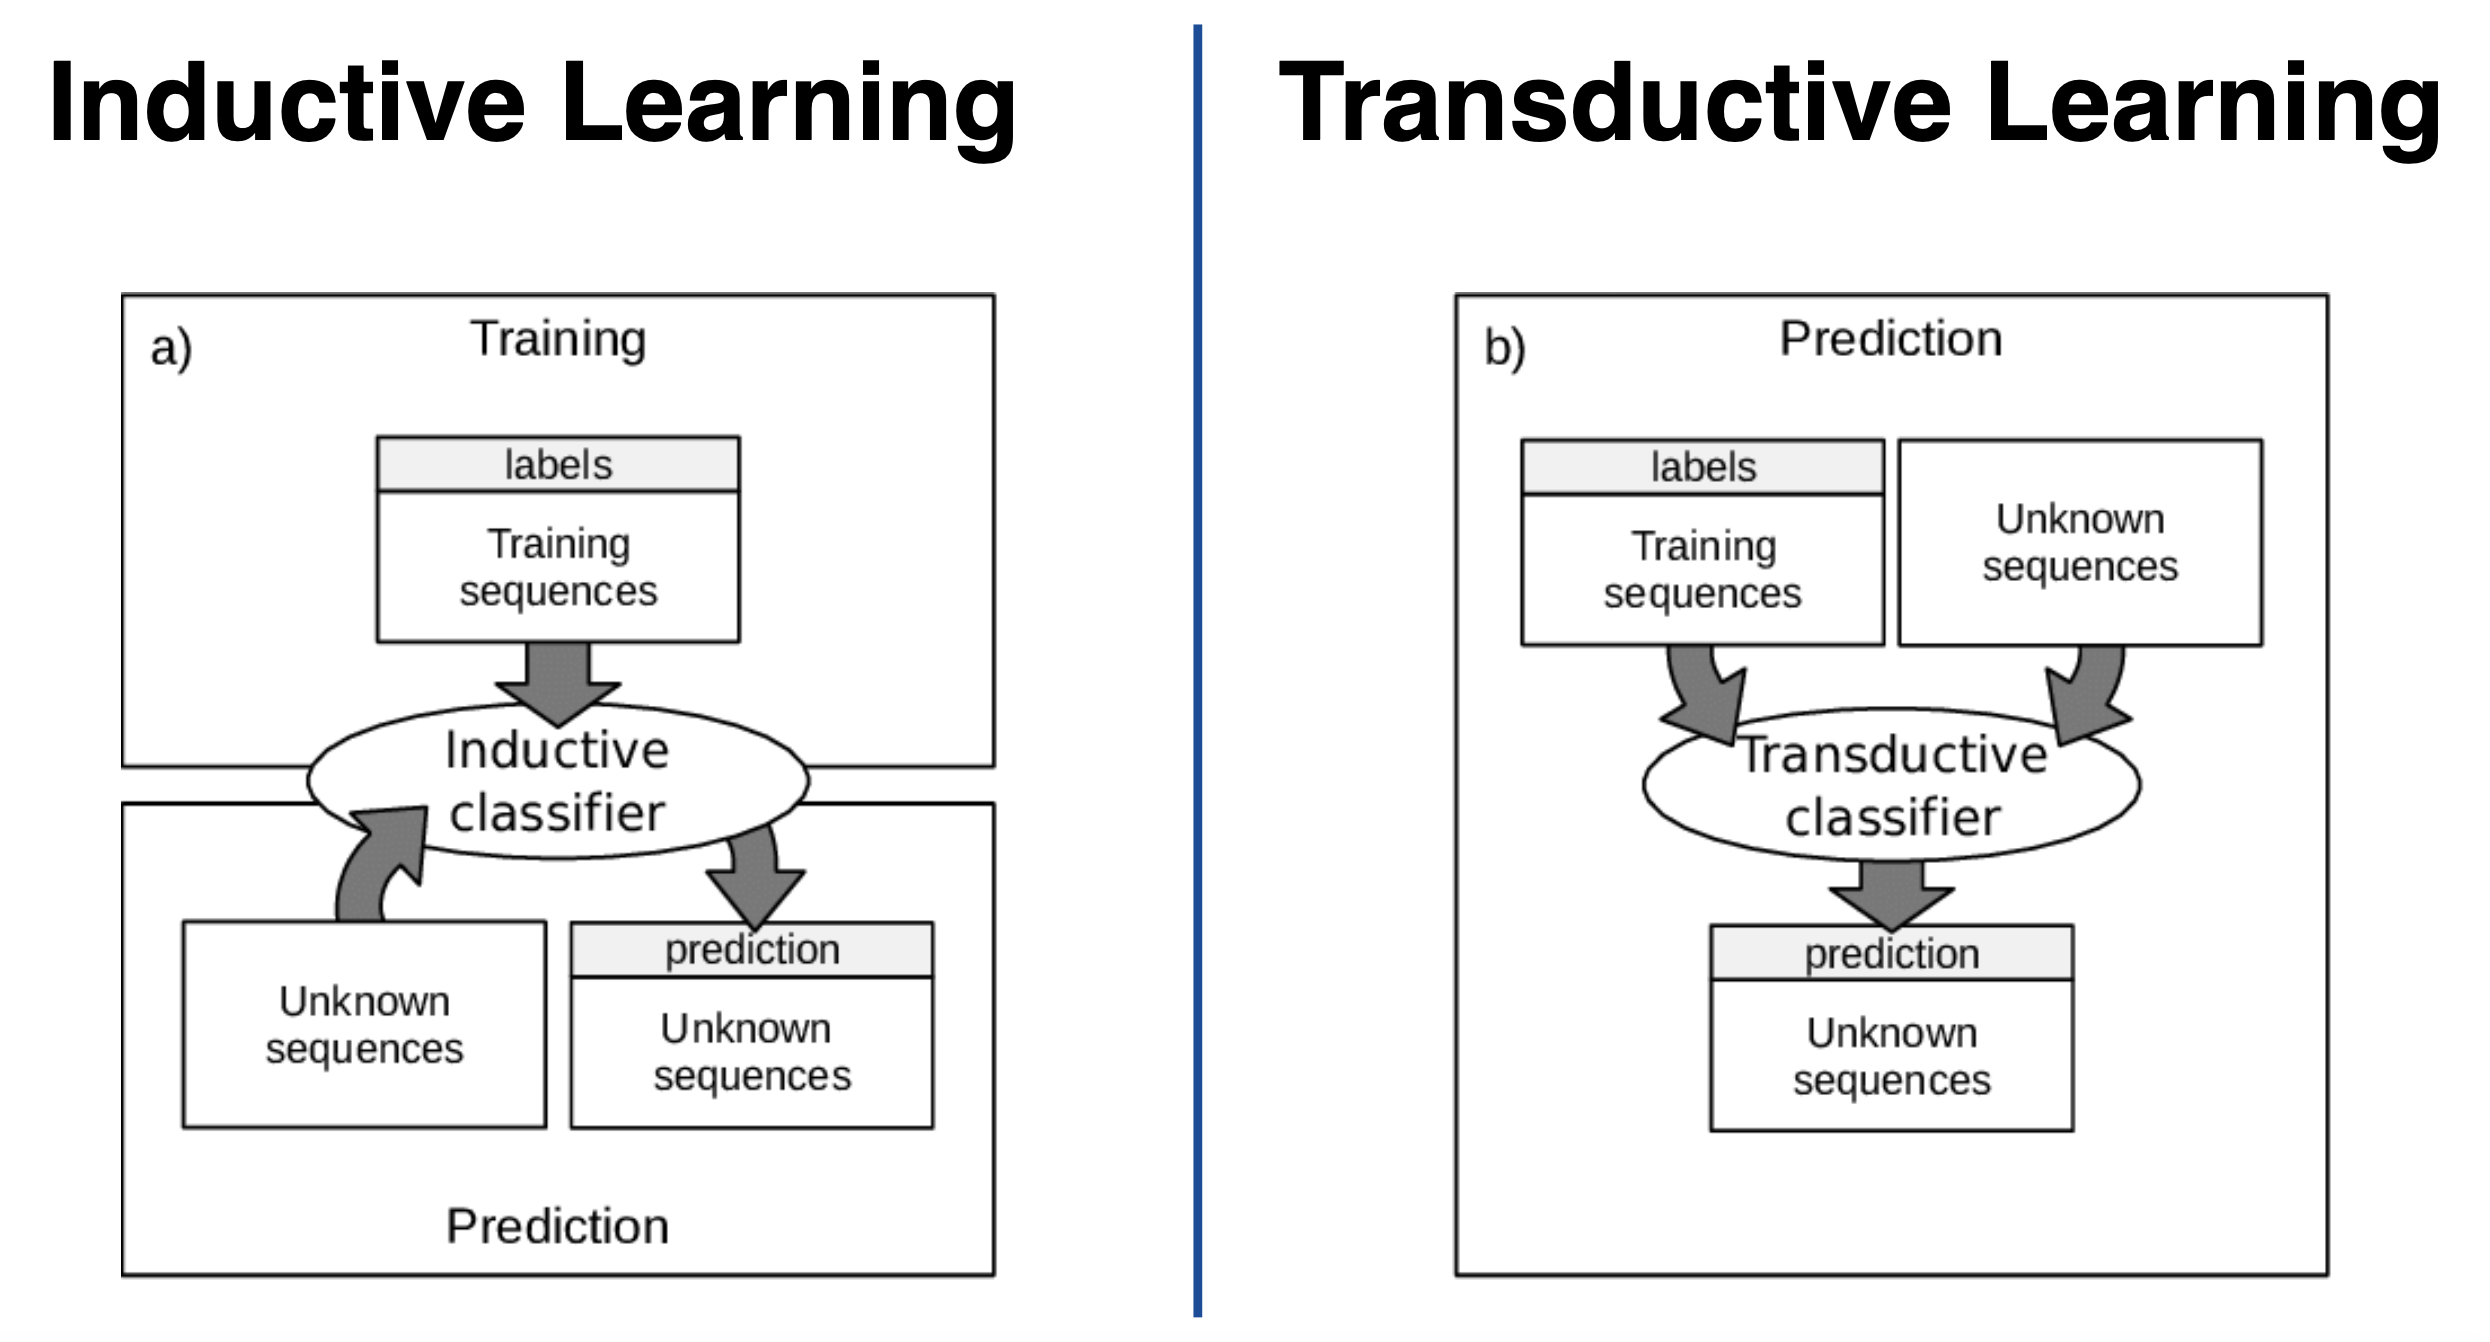 Inductive Learning
a)
Training
labels
Training
sequences
Inductive
classifier
Unknown
sequences
prediction
Unknown
sequences
Prediction
Transductive Learning
b)
Prediction
labels
Training
sequences
Unknown
sequences
Transductive
classifier
prediction
Unknown
sequences